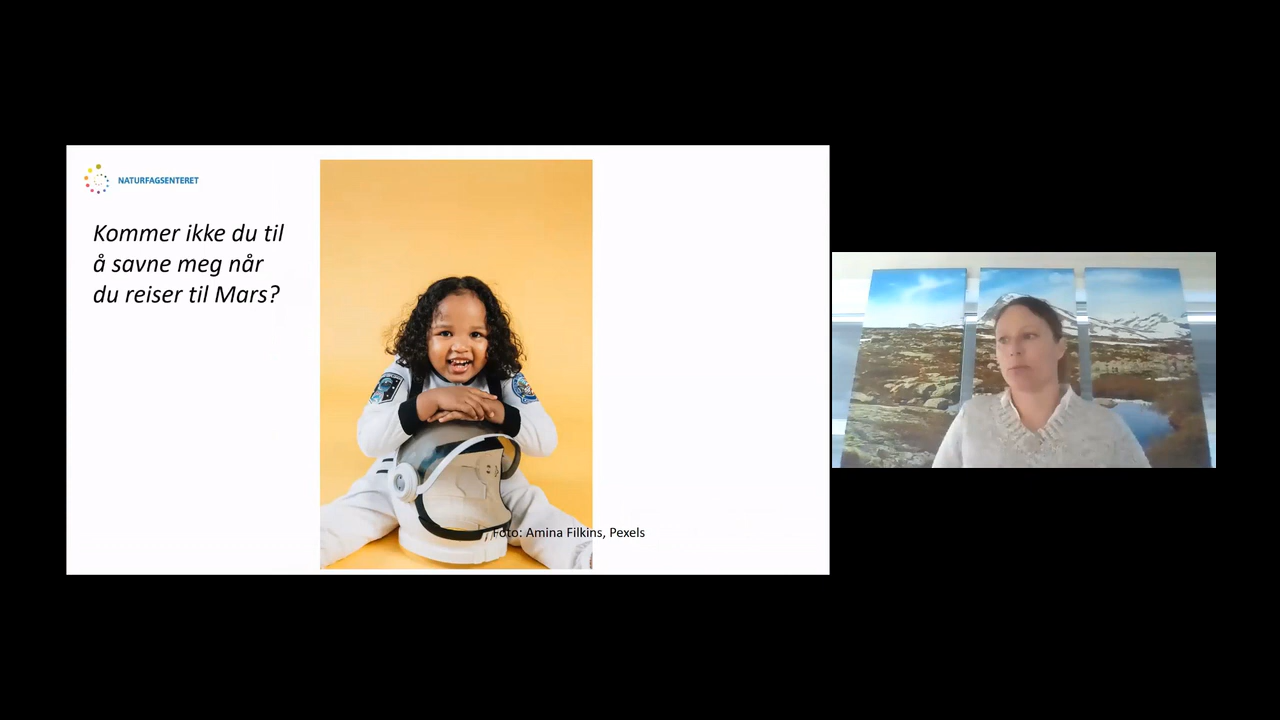 NATURFAGSENTERET
Kommer ikke du til
å savne meg når
du reiser til Mars?
Foto: Amina Filkins, Pexels